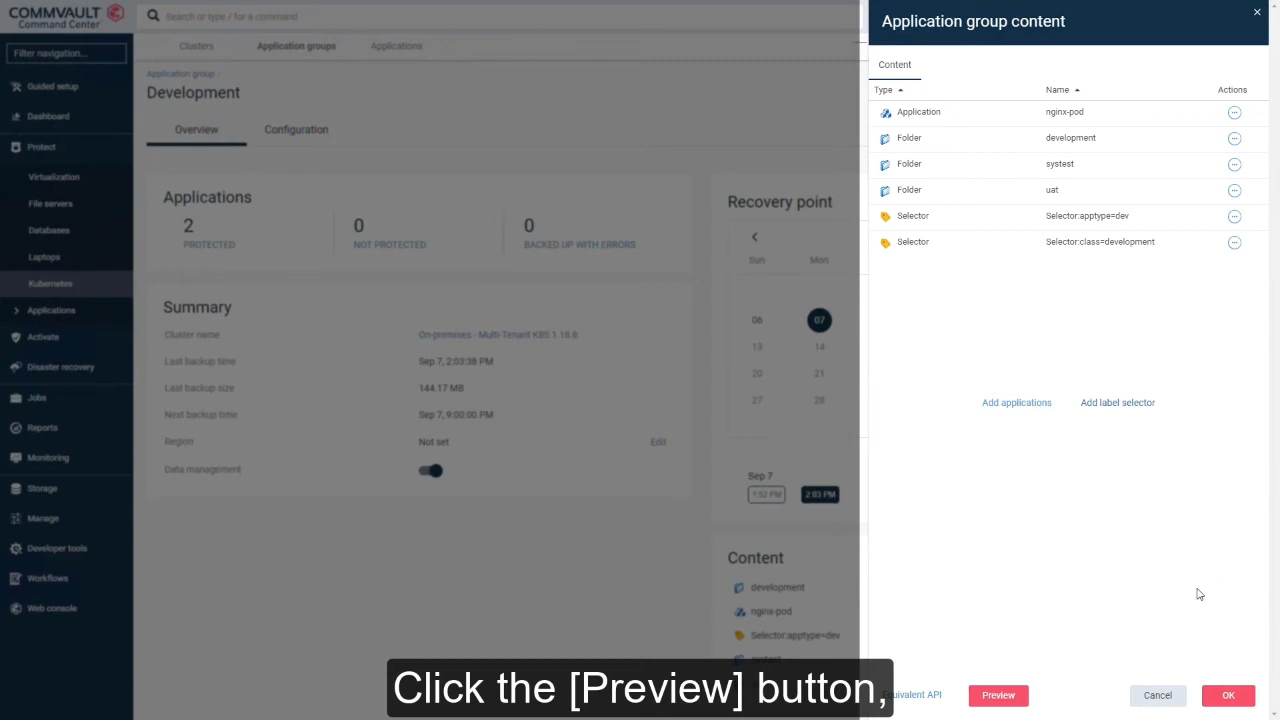 COMMVAULT
Command Center
Search or type / for a command
Filter navigation...
Guided setup
Dashboard
Protect
Virtualization
File servers
Databases
Laptops
Kubernetes
Applications
Activate
Disaster recovery
Jobs
Reports
Monitoring
Storage
Manage
Developer tools
Workflows
Web console
Clusters Application groups Applications
Application group /
Development
Overview Configuration
Applications
2 0 0
PROTECTED NOT PROTECTED BACKED UP WITH ERRORS
Summary
Cluster name On-premises - Multi-Tenant K8S 1.18.8
Last backup time Sep 7, 2:03:38 PM
Last backup size 144.17 MB
Next backup time Sep 7, 9:00:00 PM
Region Not set Edit
Data management
Recovery point
Sun Mon
06 07
13 14
20 21
27 28
Sep 7
1:52 PM 2:03 PM
Content
development
nginx-pod
Selector:apptype=dev
systest
Application group content
Content
Type Name Actions
Application nginx-pod
Folder development
Folder systest
Folder uat
Selector Selector:apptype=dev
Selector Selector:class=development
Add applications Add label selector
Equivalent API Preview Cancel OK
Click the [Preview] button,